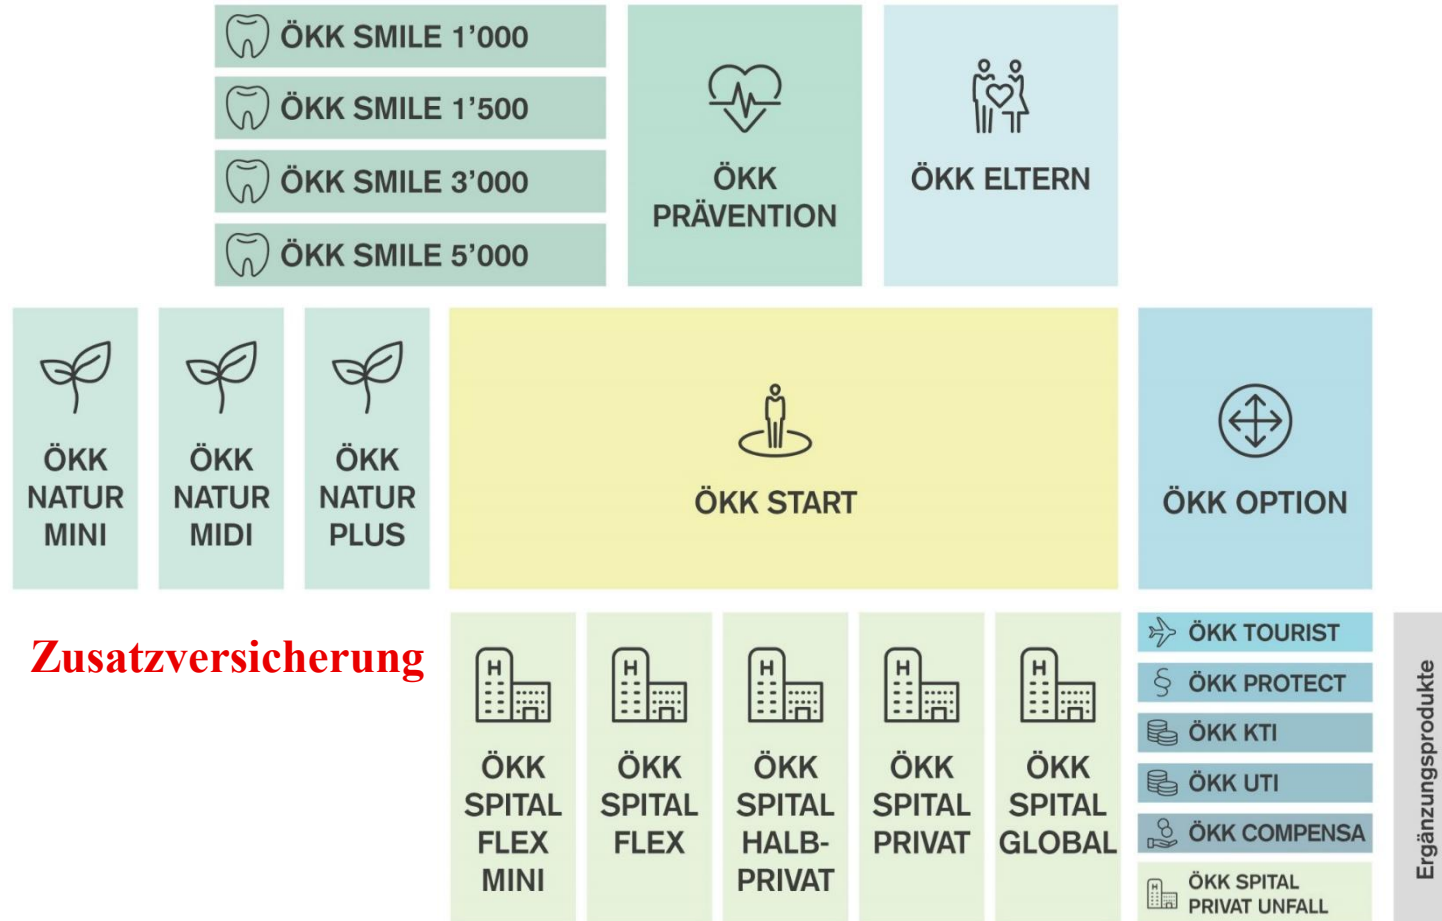 ÖKK SMILE 1’000
ÖKK SMILE 1’500
ÖKK SMILE 3’000
ÖKK SMILE 5’000
ÖKK
PRÄVENTION
ÖKK ELTERN
ÖKK
NATUR
MINI
ÖKK
NATUR
MIDI
ÖKK
NATUR
PLUS
ÖKK START
ÖKK OPTION
Zusatzversicherung
H
ÖKK
SPITAL
FLEX
MINI
H
ÖKK
SPITAL
FLEX
H
ÖKK
SPITAL
HALB-
PRIVAT
H
ÖKK
SPITAL
PRIVAT
H
ÖKK
SPITAL
GLOBAL
ÖKK TOURIST
§ ÖKK PROTECT
ÖKK KTI
ÖKK UTI
ÖKK COMPENSA
H
ÖKK SPITAL
PRIVAT UNFALL
Ergänzungsprodukte